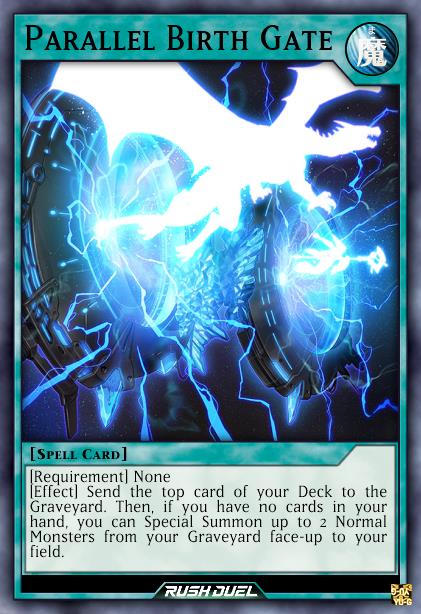 Parallel Birth Gate
ま
魔
[Spell Card]
[Requirement] None
[Effect] Send the top card of your Deck to the
Graveyard. Then, if you have no cards in your
hand, you can Special Summon up to 2 Normal
Monsters from your Graveyard face-up to your
field.
RUSH DUEL